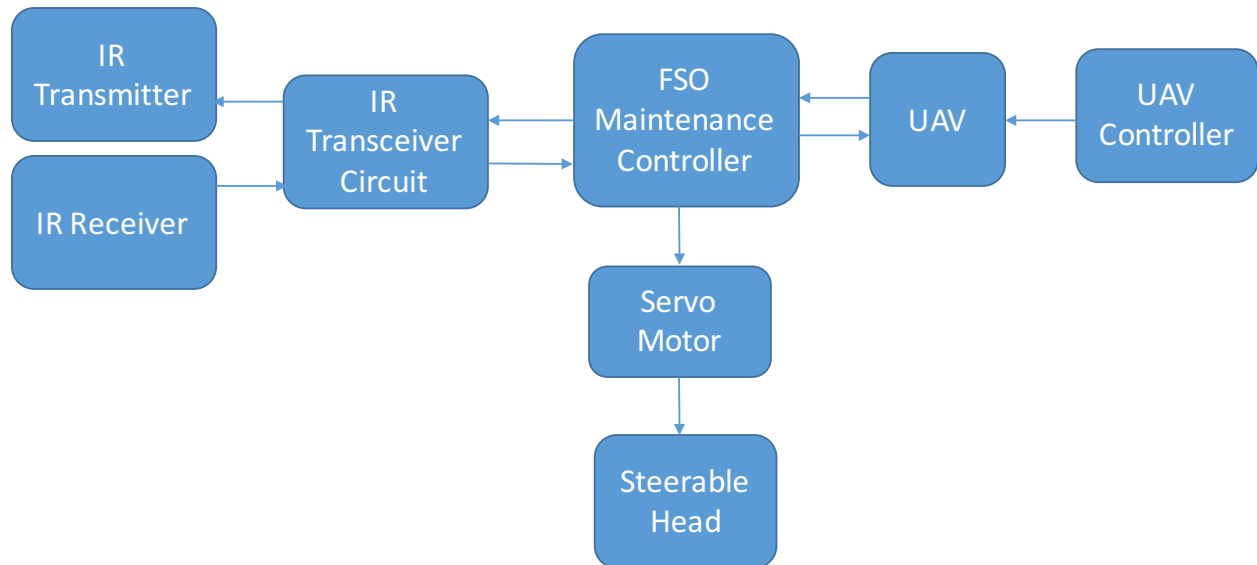 IR
Transmitter
IR Receiver
IR
Transceiver
Circuit
FSO
Maintenance
Controller
UAV
UAV
Controller
Servo
Motor
Steerable
Head